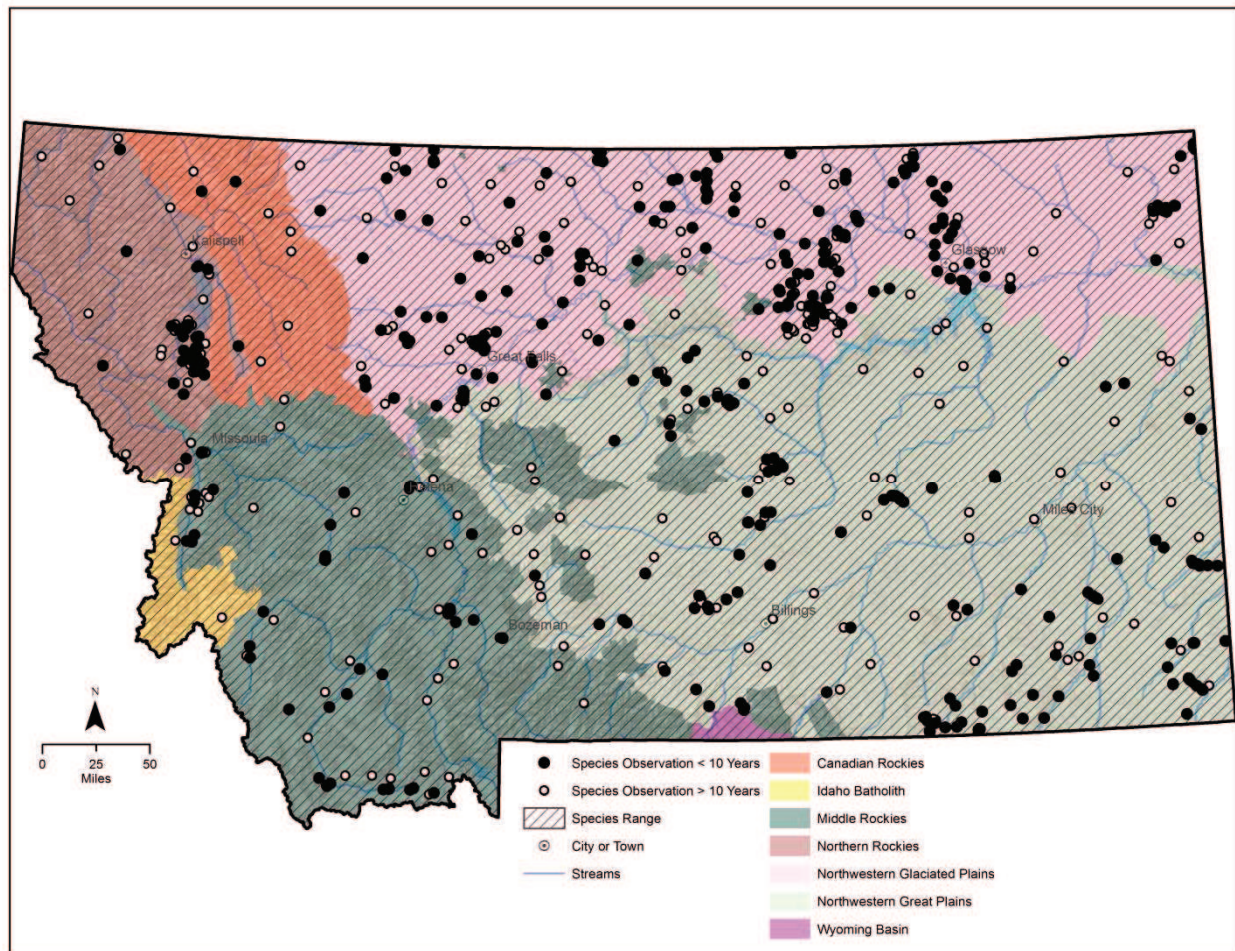 Kalispell
Glasgow
Great Falls
Missoula
Helena
Miles City
Billings
Bozeman
N
0 25 50
Miles
Species Observation < 10 Years
Species Observation > 10 Years
Species Range
City or Town
Streams
Canadian Rockies
Idaho Batholith
Middle Rockies
Northern Rockies
Northwestern Glaciated Plains
Northwestern Great Plains
Wyoming Basin